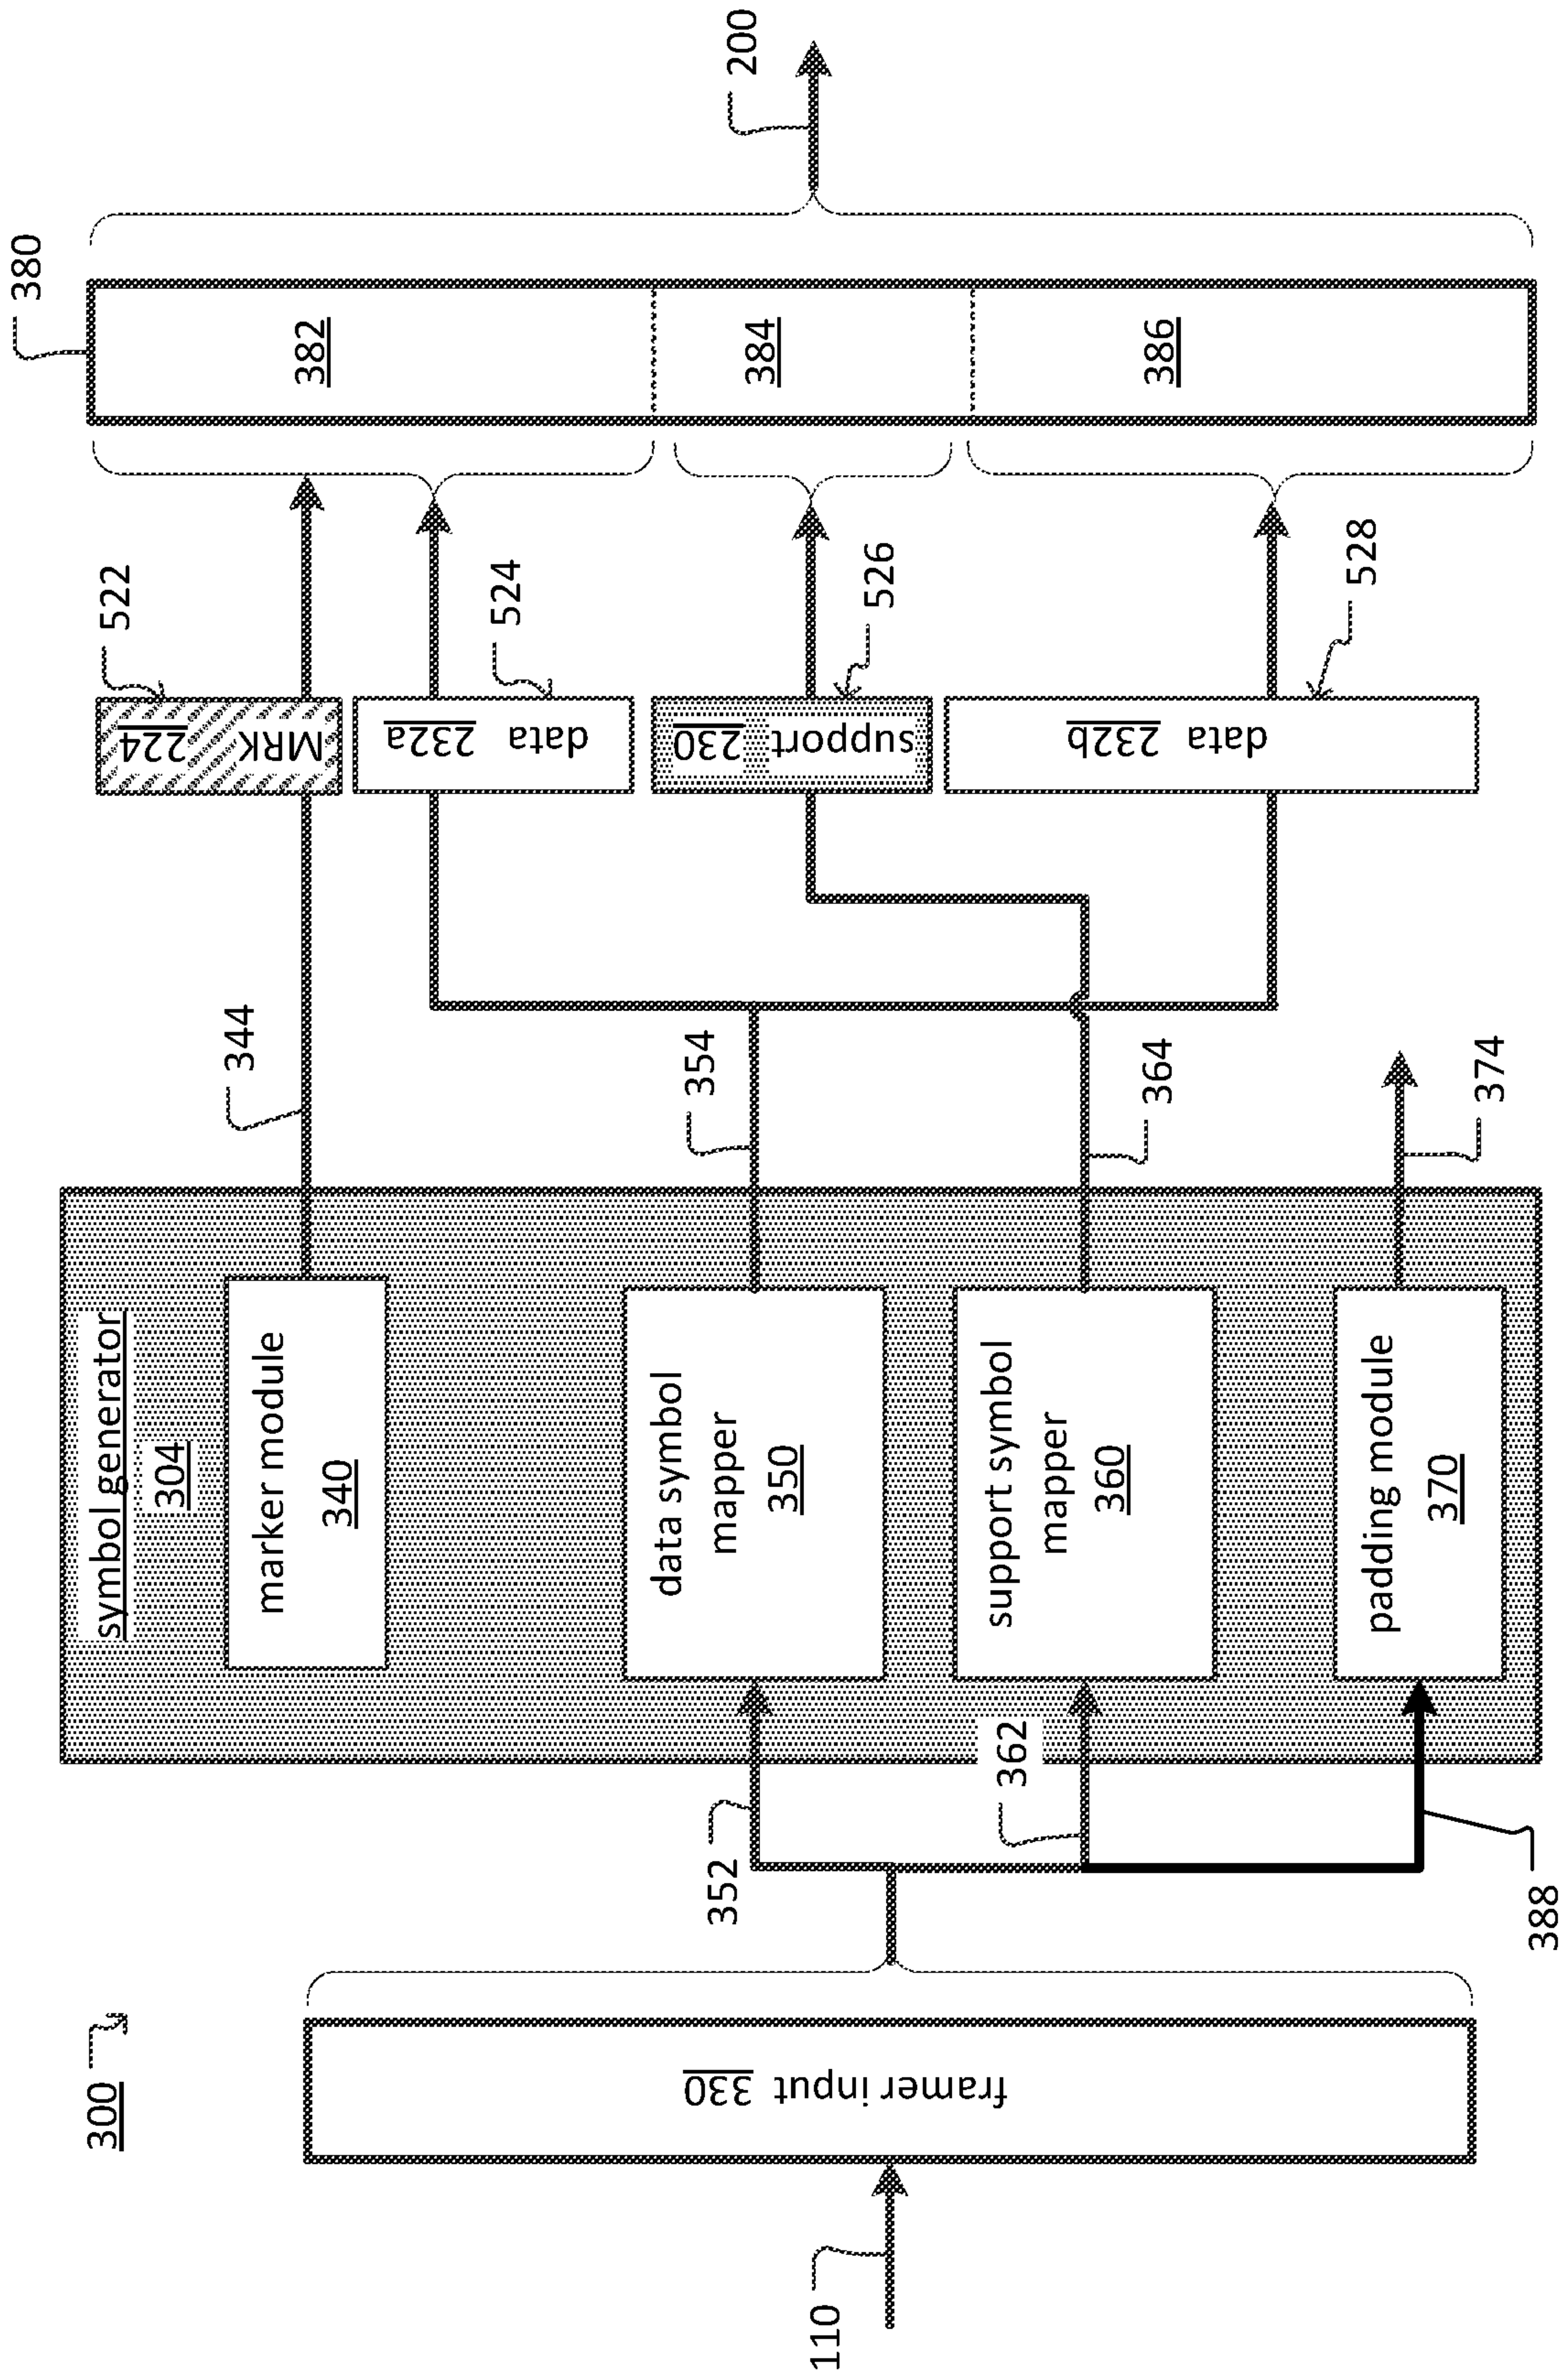 300
110
framer input 330
352
362
388
symbol generator
304
marker module
340
data symbol
mapper
350
support symbol
mapper
360
padding module
370
344
354
364
374
MRK 224
522
data 232a
524
support 230
526
data 232b
528
380
382
384
386
200